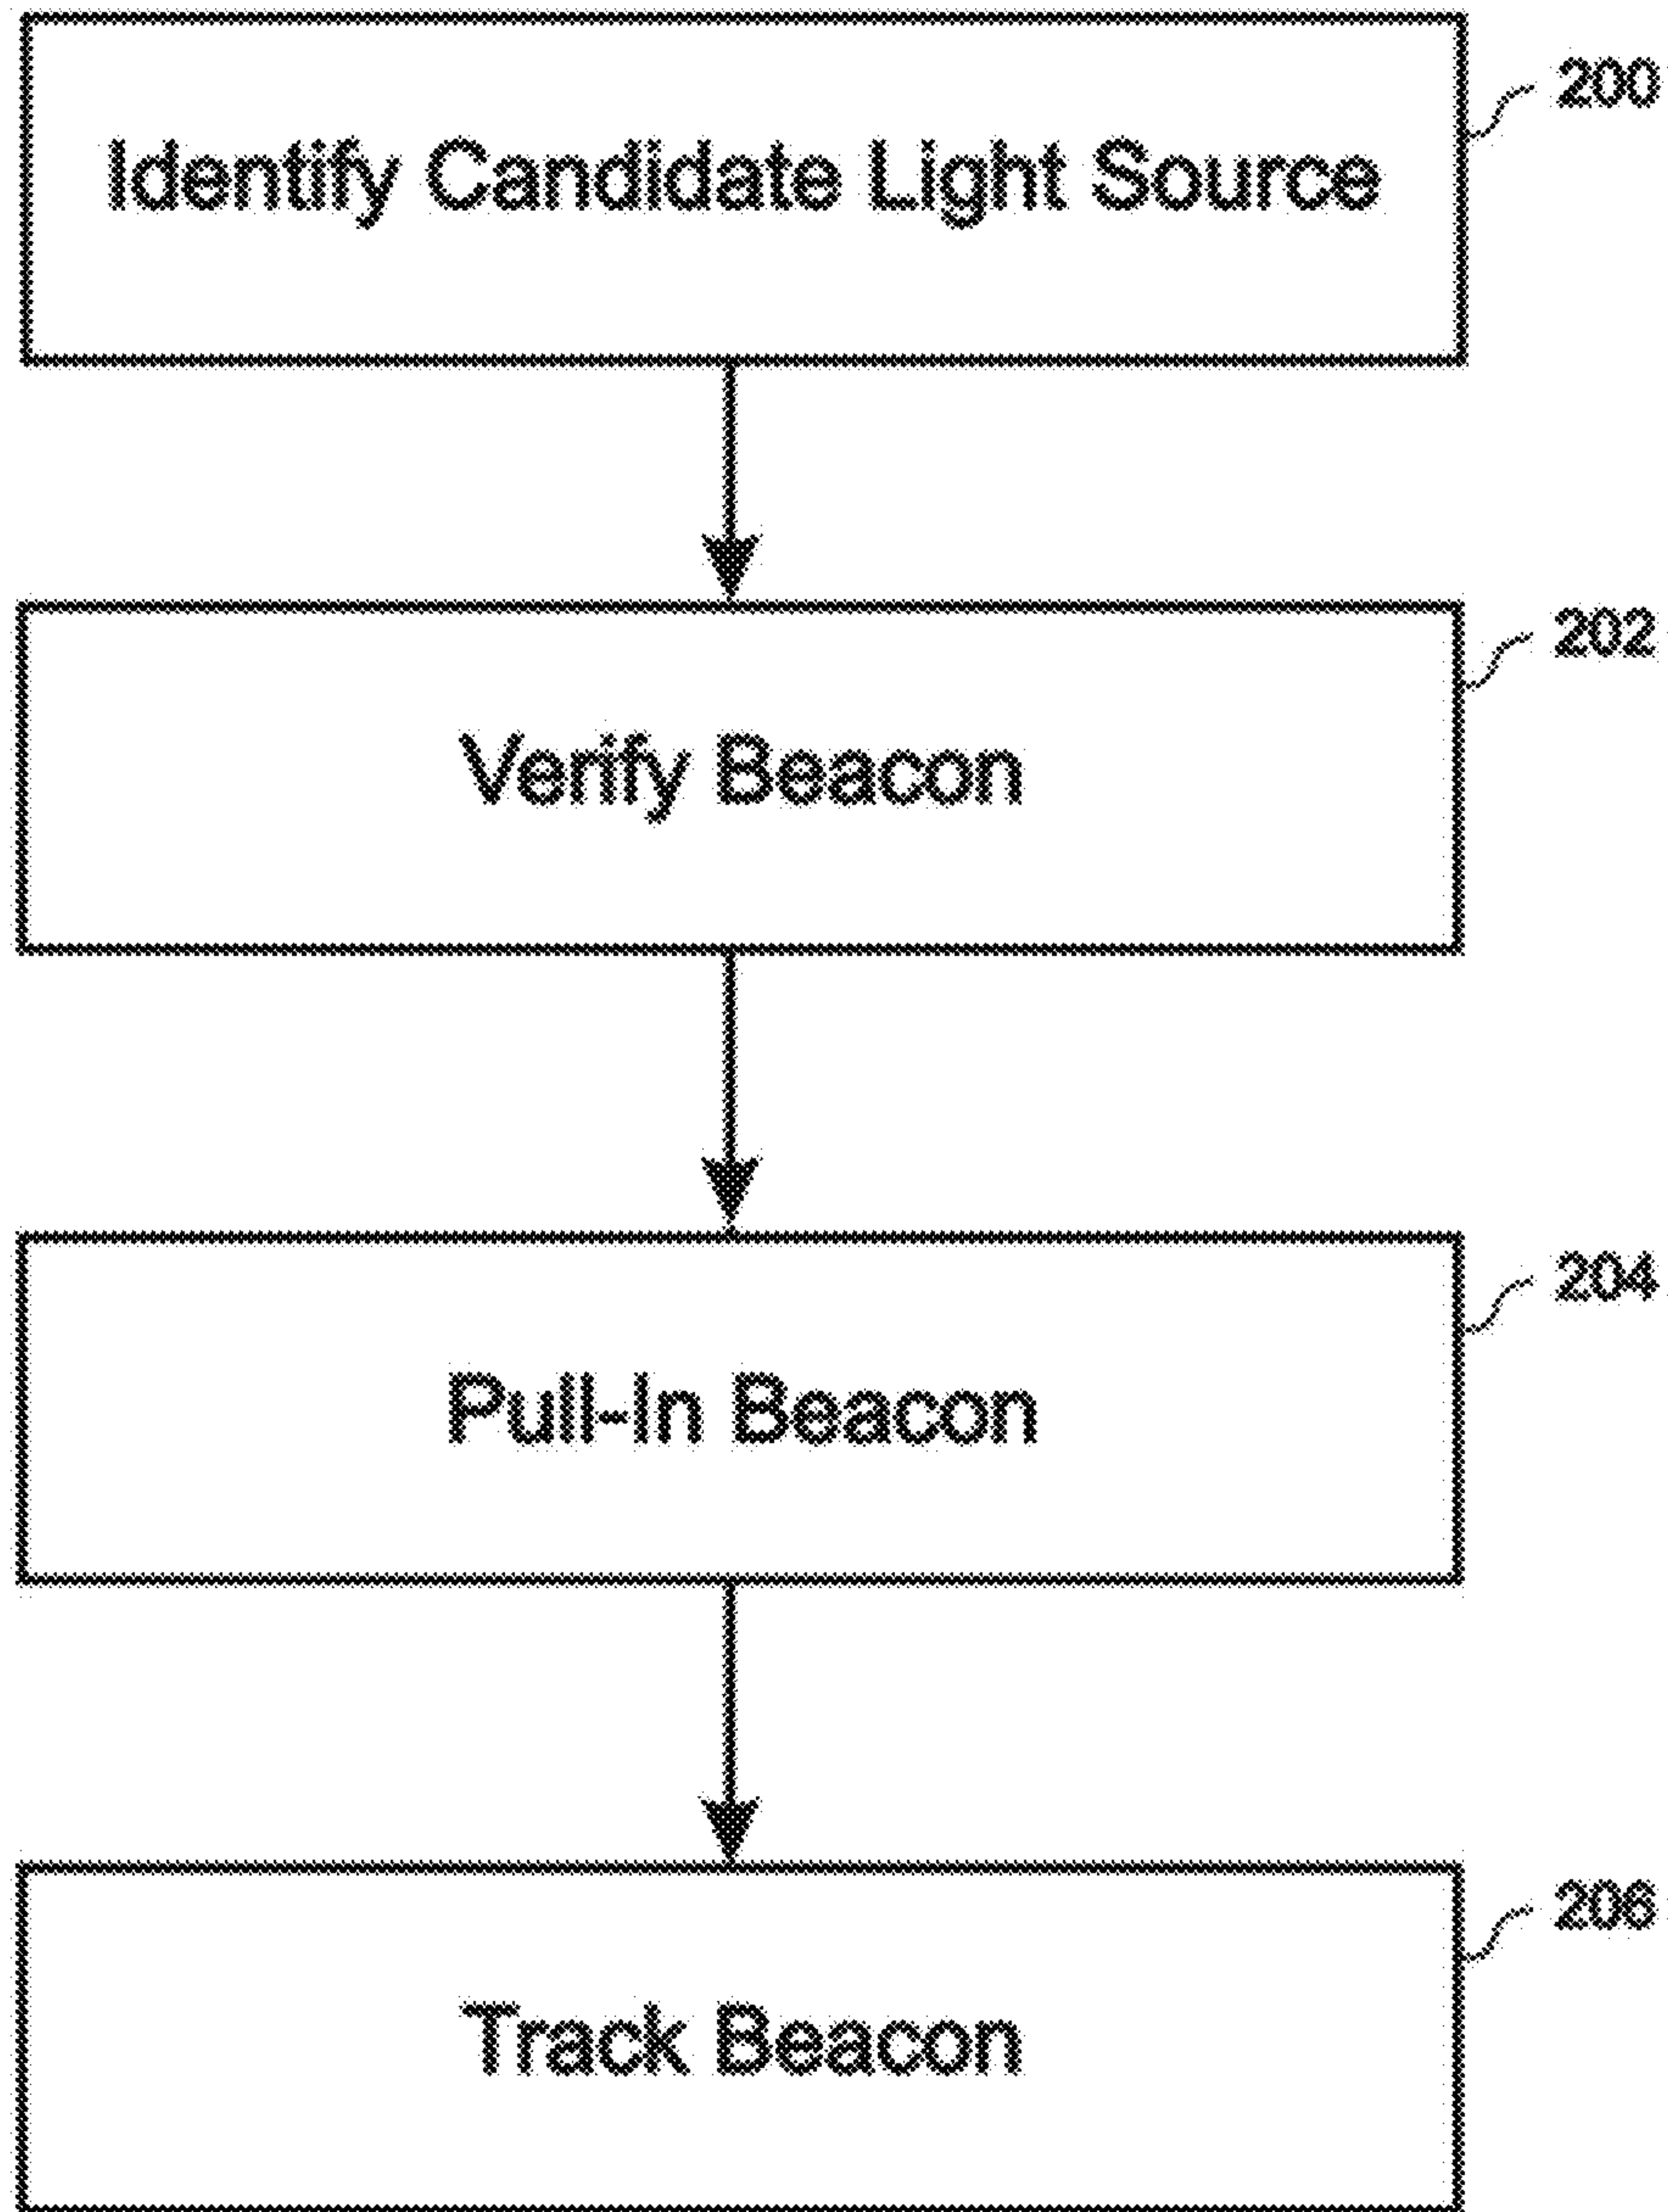 200
Identify Candidate Light Source
202
Verify Beacon
204
Pull-In Beacon
206
Track Beacon